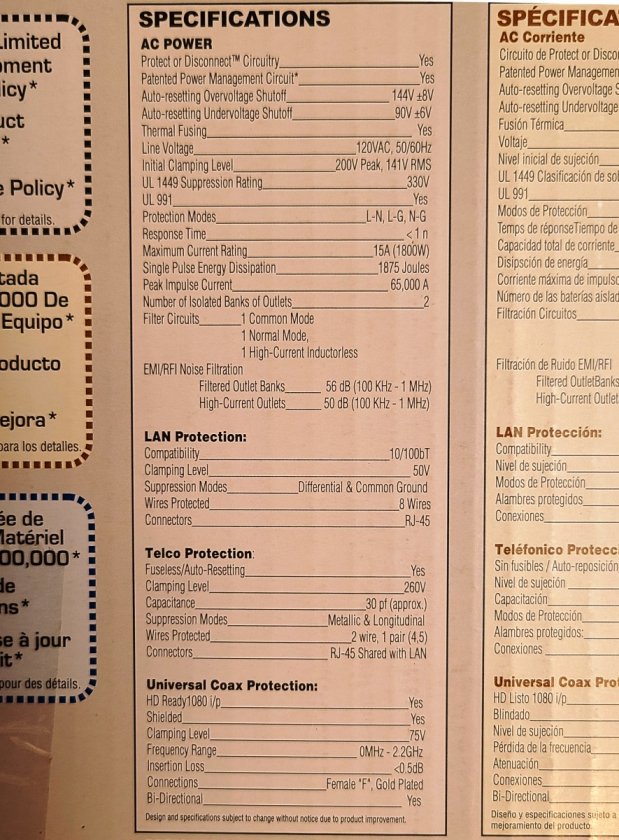 Limited
pment
licy*
uct
*
e Policy*
for details.
tada
000 De
Equipo*
oducto
ejora*
para los detalles.
ée de
Matériel
00,000*
de
ns*
se à jour
it*
pour des détails.
SPECIFICATIONS
AC POWER
Protect or Disconnect™ Circuitry Yes
Patented Power Management Circuit* Yes
Auto-resetting Overvoltage Shutoff 144V ±8V
Auto-resetting Undervoltage Shutoff 90V ±6V
Thermal Fusing Yes
Line Voltage 120VAC, 50/60Hz
Initial Clamping Level 200V Peak, 141V RMS
UL 1449 Suppression Rating 330V
UL 991 Yes
Protection Modes L-N, L-G, N-G
Response Time <1 n
Maximum Current Rating 15A (1800W)
Single Pulse Energy Dissipation 1875 Joules
Peak Impulse Current 65,000 A
Number of Isolated Banks of Outlets 2
Filter Circuits 1 Common Mode
1 Normal Mode,
1 High-Current Inductorless
EMI/RFI Noise Filtration
Filtered Outlet Banks 56 dB (100 KHz - 1 MHz)
High-Current Outlets 50 dB (100 KHz - 1 MHz)
LAN Protection:
Compatibility 10/100bT
Clamping Level 50V
Suppression Modes Differential & Common Ground
Wires Protected 8 Wires
Connectors RJ-45
Telco Protection:
Fuseless/Auto-Resetting Yes
Clamping Level 260V
Capacitance 30 pf (approx.)
Suppression Modes Metallic & Longitudinal
Wires Protected 2 wire, 1 pair (4,5)
Connectors RJ-45 Shared with LAN
Universal Coax Protection:
HD Ready1080 i/p Yes
Shielded Yes
Clamping Level 75V
Frequency Range 0MHz - 2.2GHz
Insertion Loss <0.5dB
Connections Female "F", Gold Plated
Bi-Directional Yes
Design and specifications subject to change without notice due to product improvement.
SPÉCIFICA
AC Corriente
Circuito de Protect or Disco
Patented Power Managemen
Auto-resetting Overvoltage S
Auto-resetting Undervoltage
Fusión Térmica
Voltaje
Nivel inicial de sujeción
UL 1449 Clasificación de so
UL 991
Modos de Protección
Temps de réponseTiempo de
Capacidad total de corriente
Disipsción de energía
Corriente máxima de impulso
Número de las baterías aislad
Filtración Circuitos
Filtración de Ruido EMI/RFI
Filtered OutletBanks
High-Current Outlet
LAN Protección:
Compatibility
Nivel de sujeción
Modos de Protección
Alambres protegidos
Conexiones
Teléfonico Protecc
Sin fusibles / Auto-reposición
Nivel de sujeción
Capacitación
Modos de Protección
Alambres protegidos:
Conexiones
Universal Coax Pro
HD Listo 1080 i/p
Blindado
Nivel de sujeción
Pérdida de la frecuencia
Atenuación
Conexiones
Bi-Directional
Diseño y especificaciones sujeto a
mejoramiento del producto.